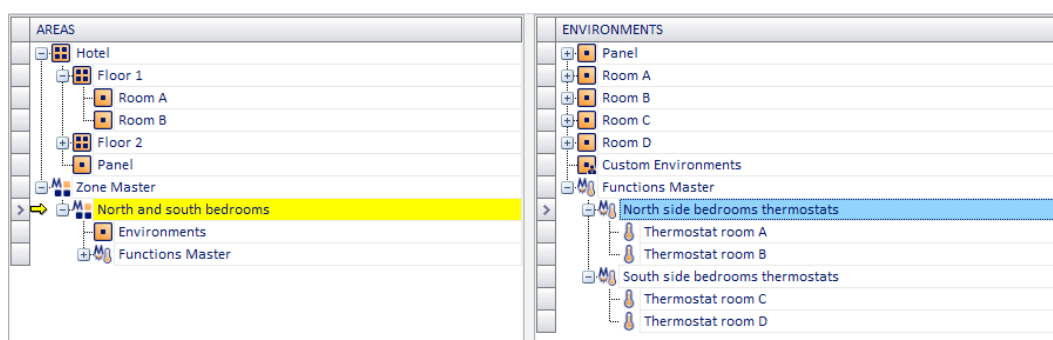 AREAS
Hotel
Floor 1
Room A
Room B
Floor 2
Panel
Zone Master
North and south bedrooms
Environments
Functions Master
ENVIRONMENTS
Panel
Room A
Room B
Room C
Room D
Custom Environments
Functions Master
North side bedrooms thermostats
Thermostat room A
Thermostat room B
South side bedrooms thermostats
Thermostat room C
Thermostat room D